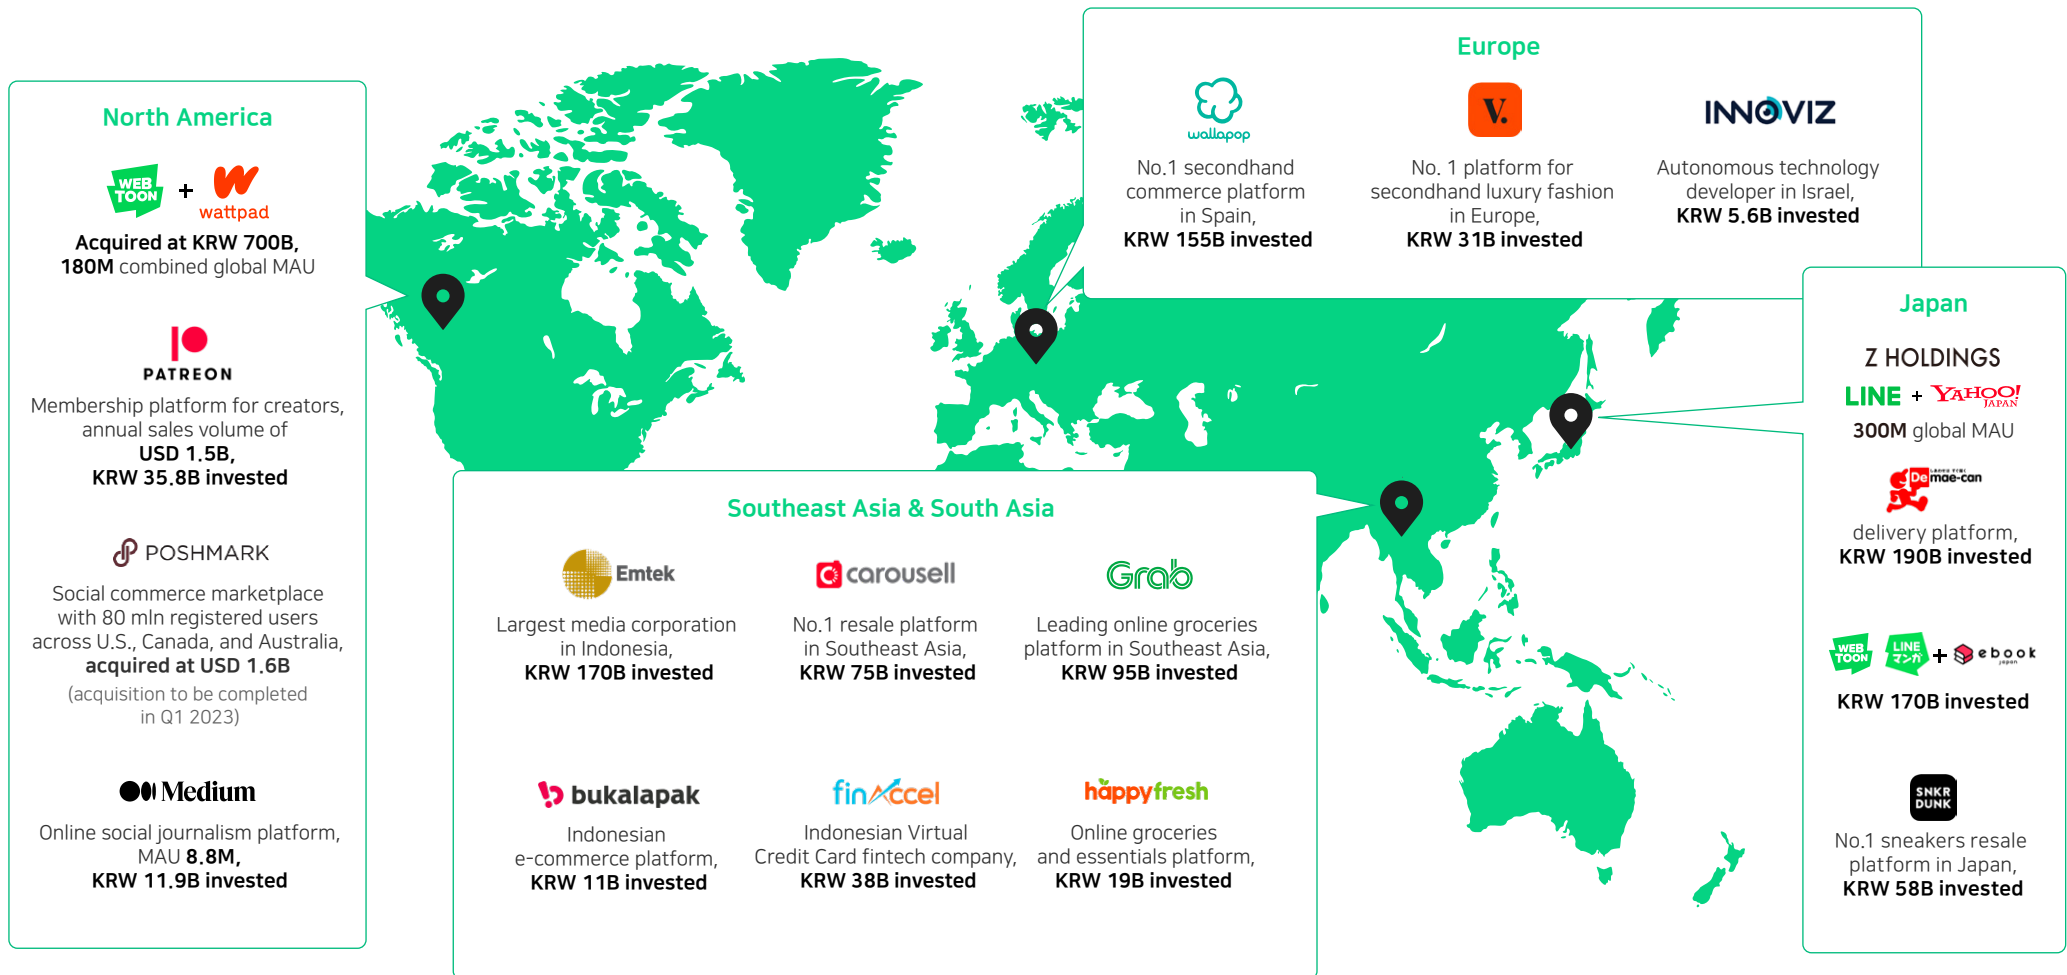 North America
WEB
TOON
+
wattpad
Acquired at KRW 700B,
180M combined global MAU
PATREON
Membership platform for creators,
annual sales volume of
USD 1.5B,
KRW 35.8B invested
POSHMARK
Social commerce marketplace
with 80 mln registered users
across U.S., Canada, and Australia,
acquired at USD 1.6B
(acquisition to be completed
in Q1 2023)
Medium
Online social journalism platform,
MAU 8.8M,
KRW 11.9B invested
Europe
wallapop
No.1 secondhand
commerce platform
in Spain,
KRW 155B invested
V.
No. 1 platform for
secondhand luxury fashion
in Europe,
KRW 31B invested
INNOVIZ
Autonomous technology
developer in Israel,
KRW 5.6B invested
Southeast Asia & South Asia
Emtek
Largest media corporation
in Indonesia,
KRW 170B invested
carousell
No.1 resale platform
in Southeast Asia,
KRW 75B invested
Grab
Leading online groceries
platform in Southeast Asia,
KRW 95B invested
bukalapak
Indonesian
e-commerce platform,
KRW 11B invested
finAccel
Indonesian Virtual
Credit Card fintech company,
KRW 38B invested
happyfresh
Online groceries
and essentials platform,
KRW 19B invested
Japan
Z HOLDINGS
LINE + YAHOO!
JAPAN
300M global MAU
Demae-can
delivery platform,
KRW 190B invested
WEB
TOON
LINE
マンガ
+
ebook
japan
KRW 170B invested
SNKR
DUNK
No.1 sneakers resale
platform in Japan,
KRW 58B invested